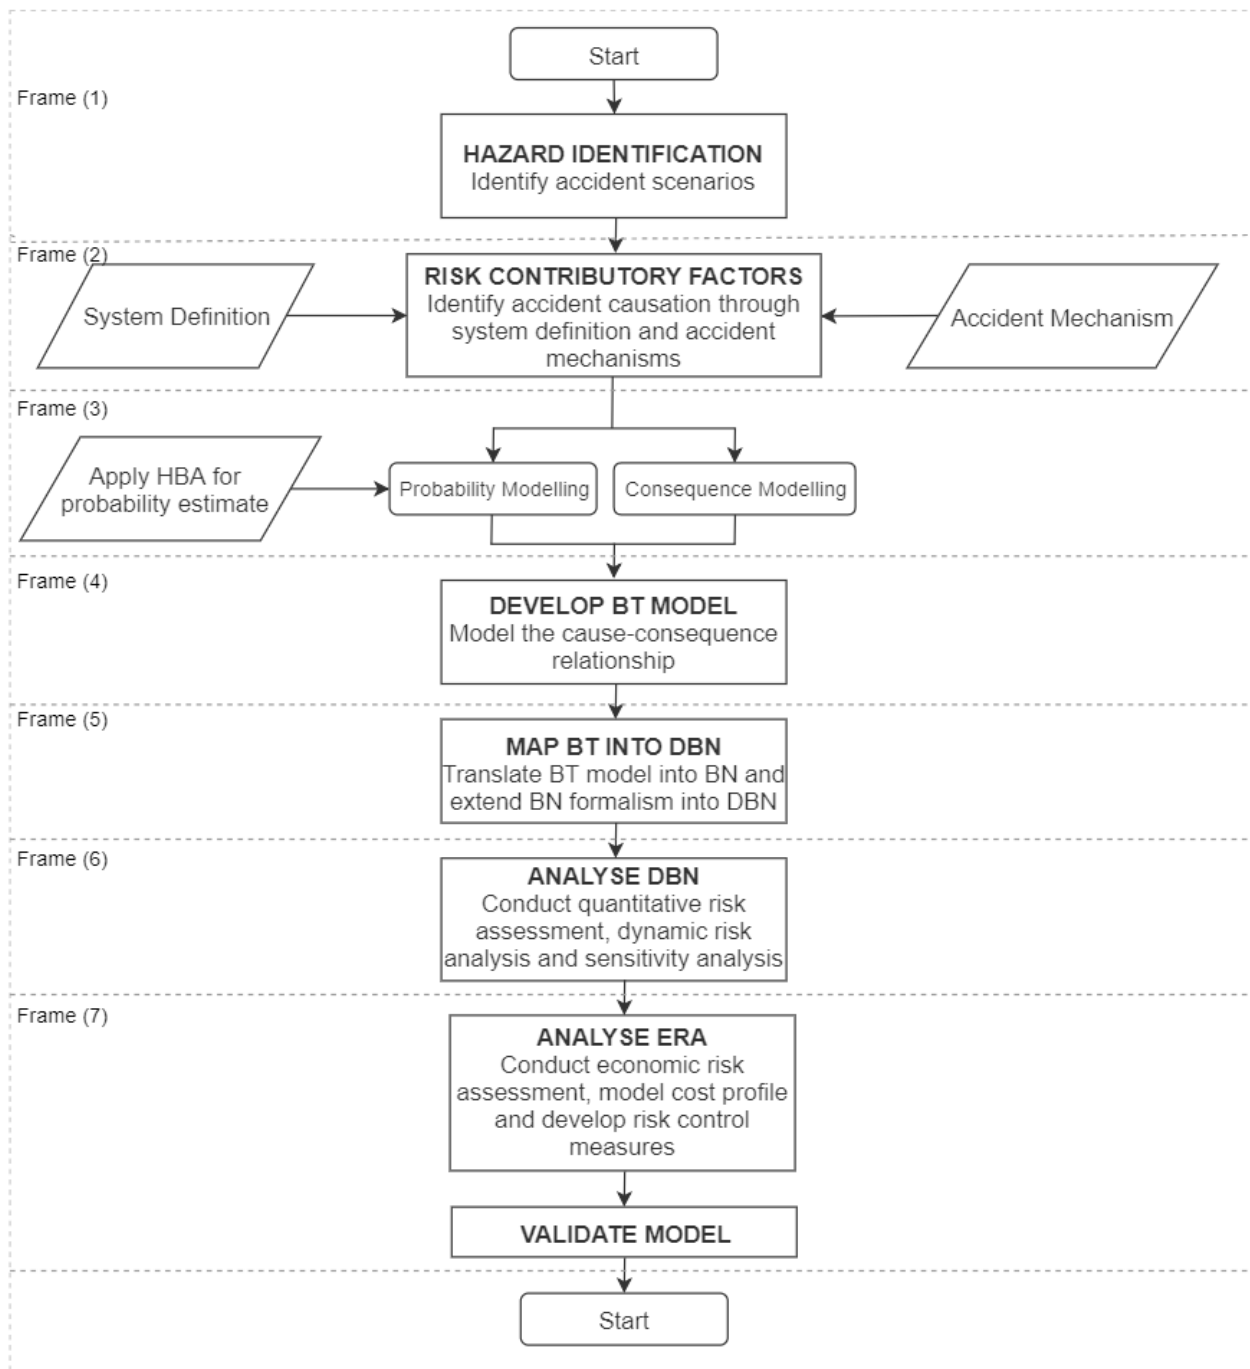 Start
Frame (1)
HAZARD IDENTIFICATION
Identify accident scenarios
Frame (2)
System Definition
RISK CONTRIBUTORY FACTORS
Identify accident causation through
system definition and accident
mechanisms
Accident Mechanism
Frame (3)
Apply HBA for
probability estimate
Probability Modelling
Consequence Modelling
Frame (4)
DEVELOP BT MODEL
Model the cause-consequence
relationship
Frame (5)
MAP BT INTO DBN
Translate BT model into BN and
extend BN formalism into DBN
Frame (6)
ANALYSE DBN
Conduct quantitative risk
assessment, dynamic risk
analysis and sensitivity analysis
Frame (7)
ANALYSE ERA
Conduct economic risk
assessment, model cost profile
and develop risk control
measures
VALIDATE MODEL
Start